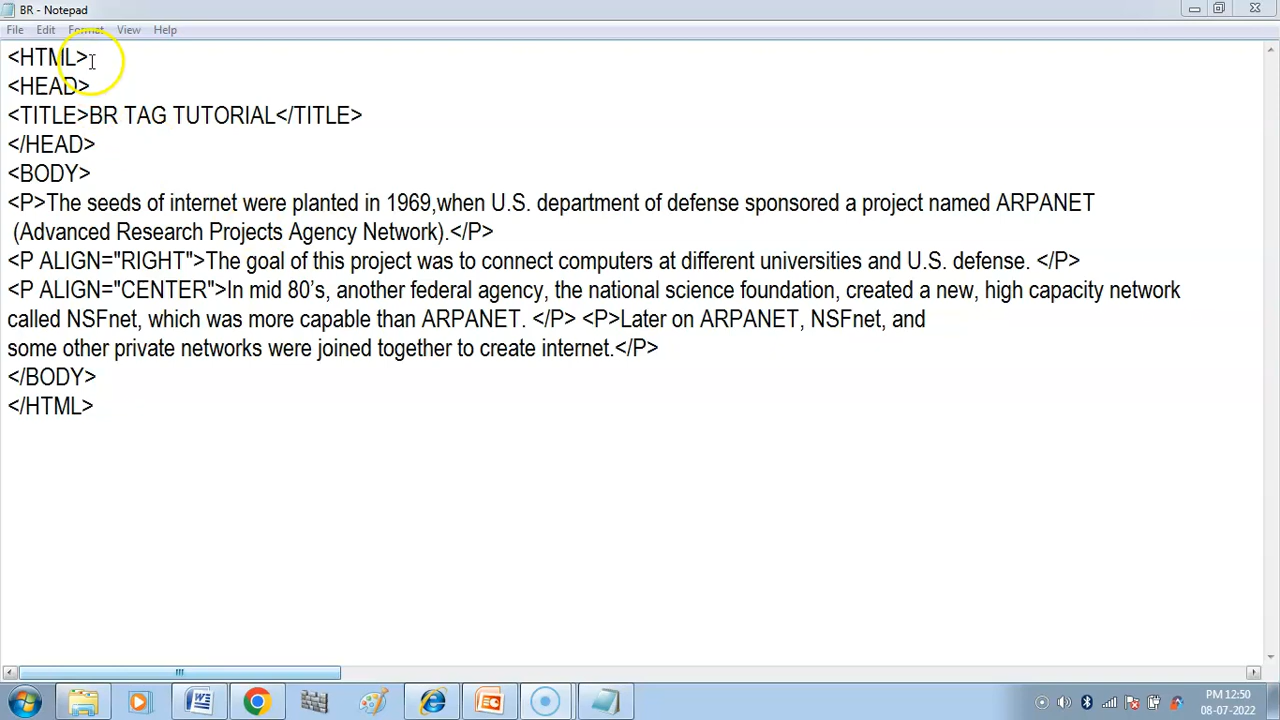 BR - Notepad
File Edit Format View Help
<HTML>
<HEAD>
<TITLE>BR TAG TUTORIAL</TITLE>
</HEAD>
<BODY>
<P>The seeds of internet were planted in 1969,when U.S. department of defense sponsored a project named ARPANET
(Advanced Research Projects Agency Network).</P>
<P ALIGN="RIGHT">The goal of this project was to connect computers at different universities and U.S. defense. </P>
<P ALIGN="CENTER">In mid 80’s, another federal agency, the national science foundation, created a new, high capacity network
called NSFnet, which was more capable than ARPANET. </P> <P>Later on ARPANET, NSFnet, and
some other private networks were joined together to create internet.</P>
</BODY>
</HTML>
PM 12:50
08-07-2022